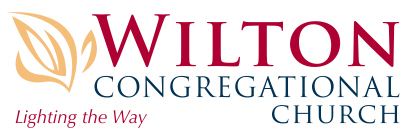 WILTON
CONGREGATIONAL
CHURCH
Lighting the Way